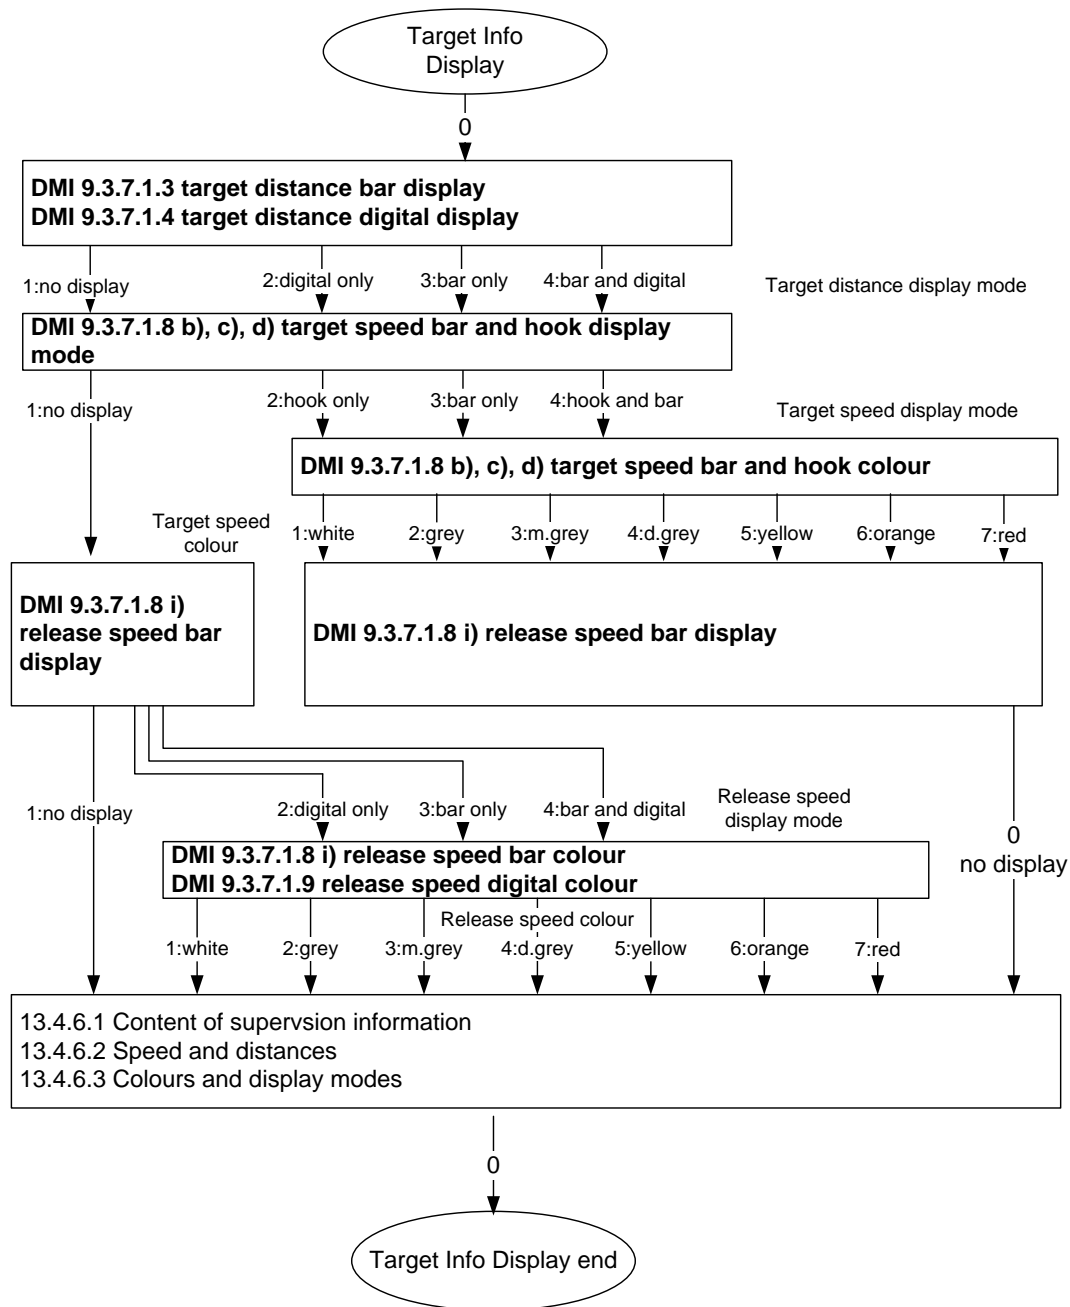 Target Info
Display
0
DMI 9.3.7.1.3 target distance bar display
DMI 9.3.7.1.4 target distance digital display
1:no display
2:digital only
3:bar only
4:bar and digital
Target distance display mode
DMI 9.3.7.1.8 b), c), d) target speed bar and hook display
mode
1:no display
2:hook only
3:bar only
4:hook and bar
Target speed display mode
DMI 9.3.7.1.8 b), c), d) target speed bar and hook colour
Target speed
colour
1:white
2:grey
3:m.grey
4:d.grey
5:yellow
6:orange
7:red
DMI 9.3.7.1.8 i)
release speed bar
display
DMI 9.3.7.1.8 i) release speed bar display
1:no display
2:digital only
3:bar only
4:bar and digital
Release speed
display mode
0
no display
DMI 9.3.7.1.8 i) release speed bar colour
DMI 9.3.7.1.9 release speed digital colour
Release speed colour
1:white
2:grey
3:m.grey
4:d.grey
5:yellow
6:orange
7:red
13.4.6.1 Content of supervsion information
13.4.6.2 Speed and distances
13.4.6.3 Colours and display modes
0
Target Info Display end